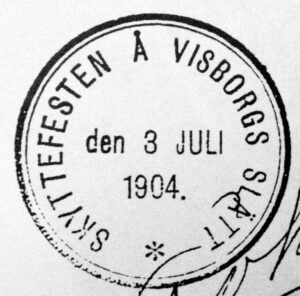 SKYTTEFESTEN Å VISBORGS SLÄTT
den 3 JULI
1904.
*